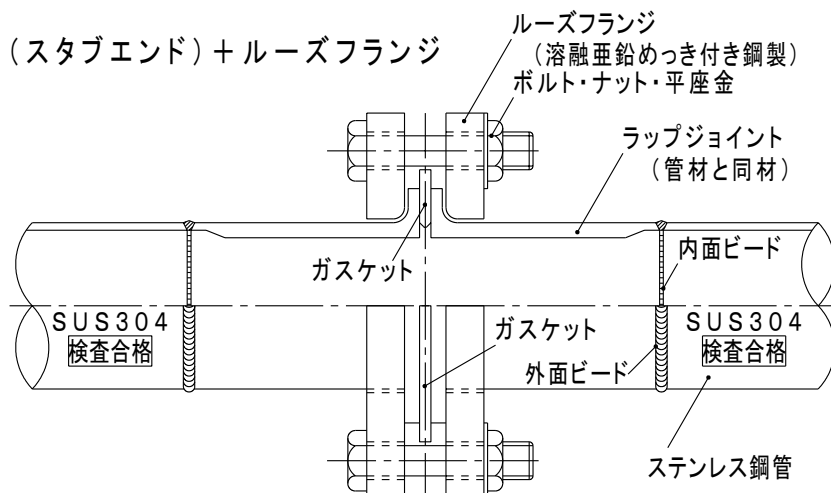 (スタブエンド)+ルーズフランジ
ルーズフランジ
(溶融亜鉛めっき付き鋼製)
ボルト・ナット・平座金
ラップジョイント
(管材と同材)
ガスケット
内面ビード
SUS304
検査合格
ガスケット
外面ビード
SUS304
検査合格
ステンレス鋼管